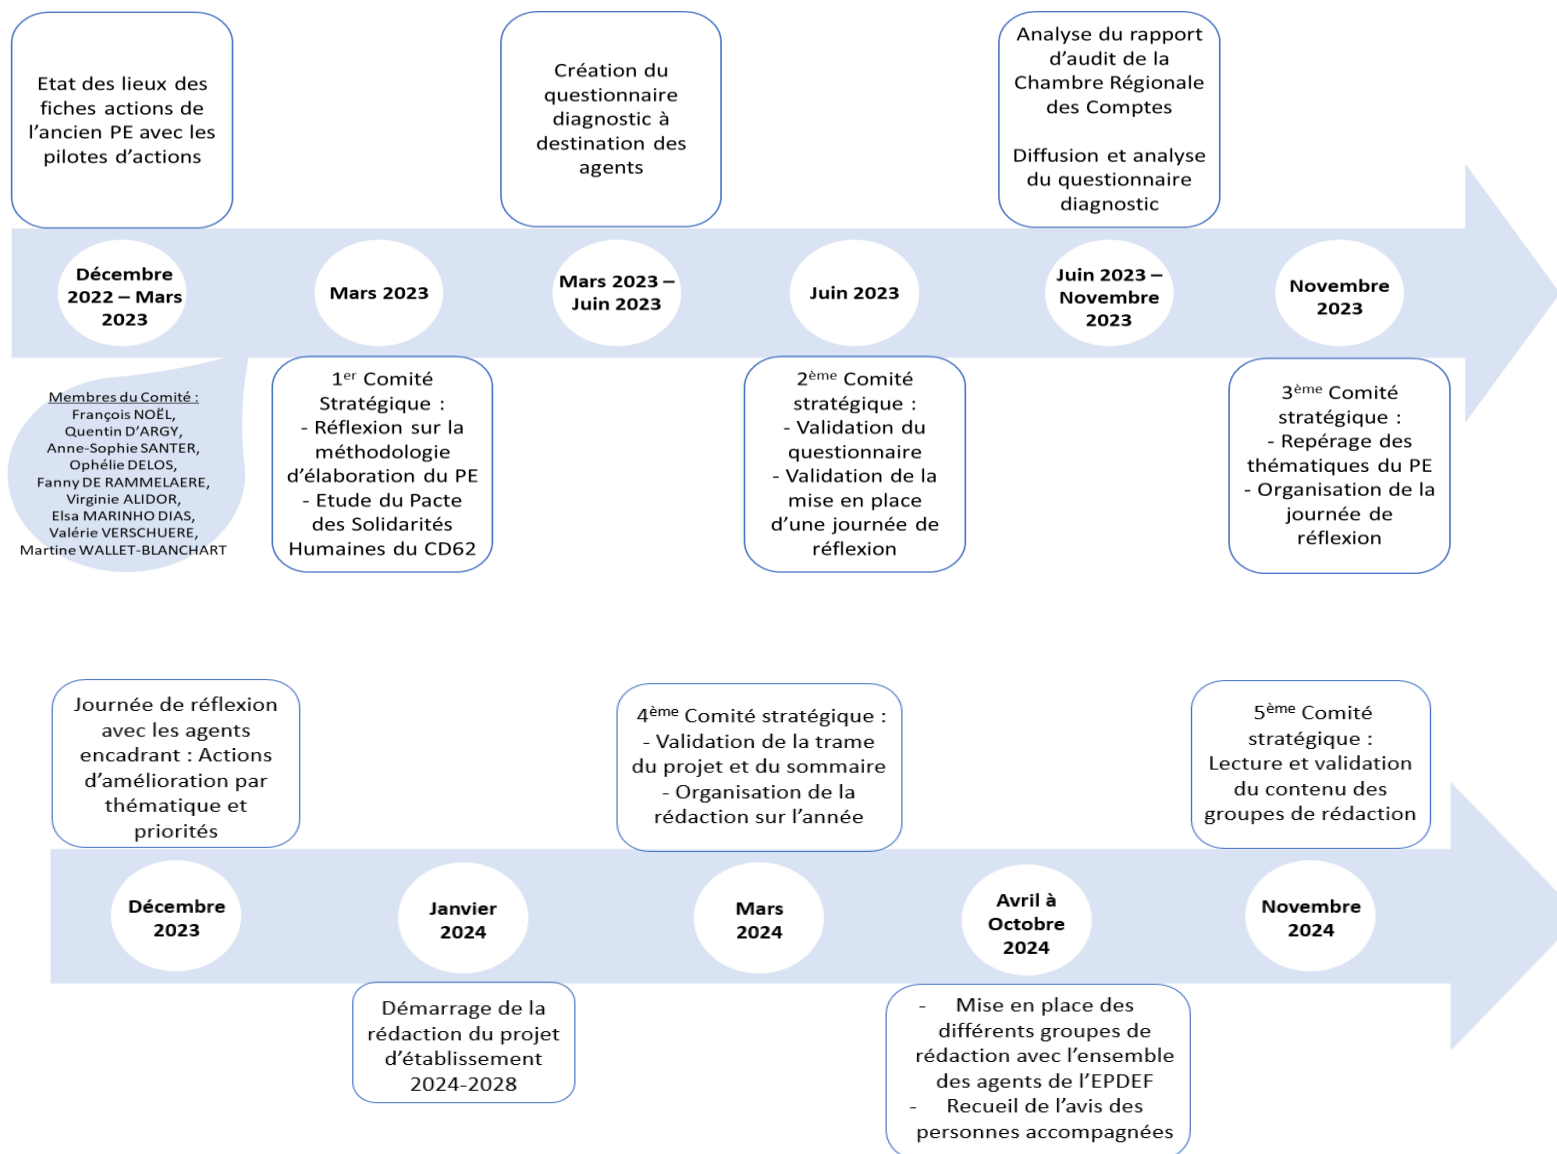 Etat des lieux des
fiches actions de
l'ancien PE avec les
pilotes d'actions
Création du
questionnaire
diagnostic à
destination des
agents
Analyse du rapport
d'audit de la
Chambre Régionale
des Comptes
Diffusion et analyse
du questionnaire
diagnostic
Décembre
2022 – Mars
2023
Mars 2023
Mars 2023 –
Juin 2023
Juin 2023
Juin 2023 –
Novembre
2023
Novembre
2023
Membres du Comité :
François NOËL,
Quentin D'ARGY,
Anne-Sophie SANTER,
Ophélie DELOS,
Fanny DE RAMMELAERE,
Virginie ALIDOR,
Elsa MARINHO DIAS,
Valérie VERSCHUERE,
Martine WALLET-BLANCHART
1er Comité
Stratégique :
- Réflexion sur la
méthodologie
d'élaboration du PE
- Etude du Pacte
des Solidarités
Humaines du CD62
2ème Comité
stratégique :
- Validation du
questionnaire
- Validation de la
mise en place
d'une journée de
réflexion
3ème Comité
stratégique :
- Repérage des
thématiques du PE
- Organisation de la
journée de
réflexion
Journée de réflexion
avec les agents
encadrant : Actions
d'amélioration par
thématique et
priorités
4ème Comité stratégique :
- Validation de la trame
du projet et du sommaire
- Organisation de la
rédaction sur l'année
5ème Comité
stratégique :
Lecture et validation
du contenu des
groupes de rédaction
Décembre
2023
Janvier
2024
Mars
2024
Avril à
Octobre
2024
Novembre
2024
Démarrage de la
rédaction du projet
d'établissement
2024-2028
- Mise en place des
différents groupes de
rédaction avec l'ensemble
des agents de l'EPDEF
- Recueil de l'avis des
personnes accompagnées